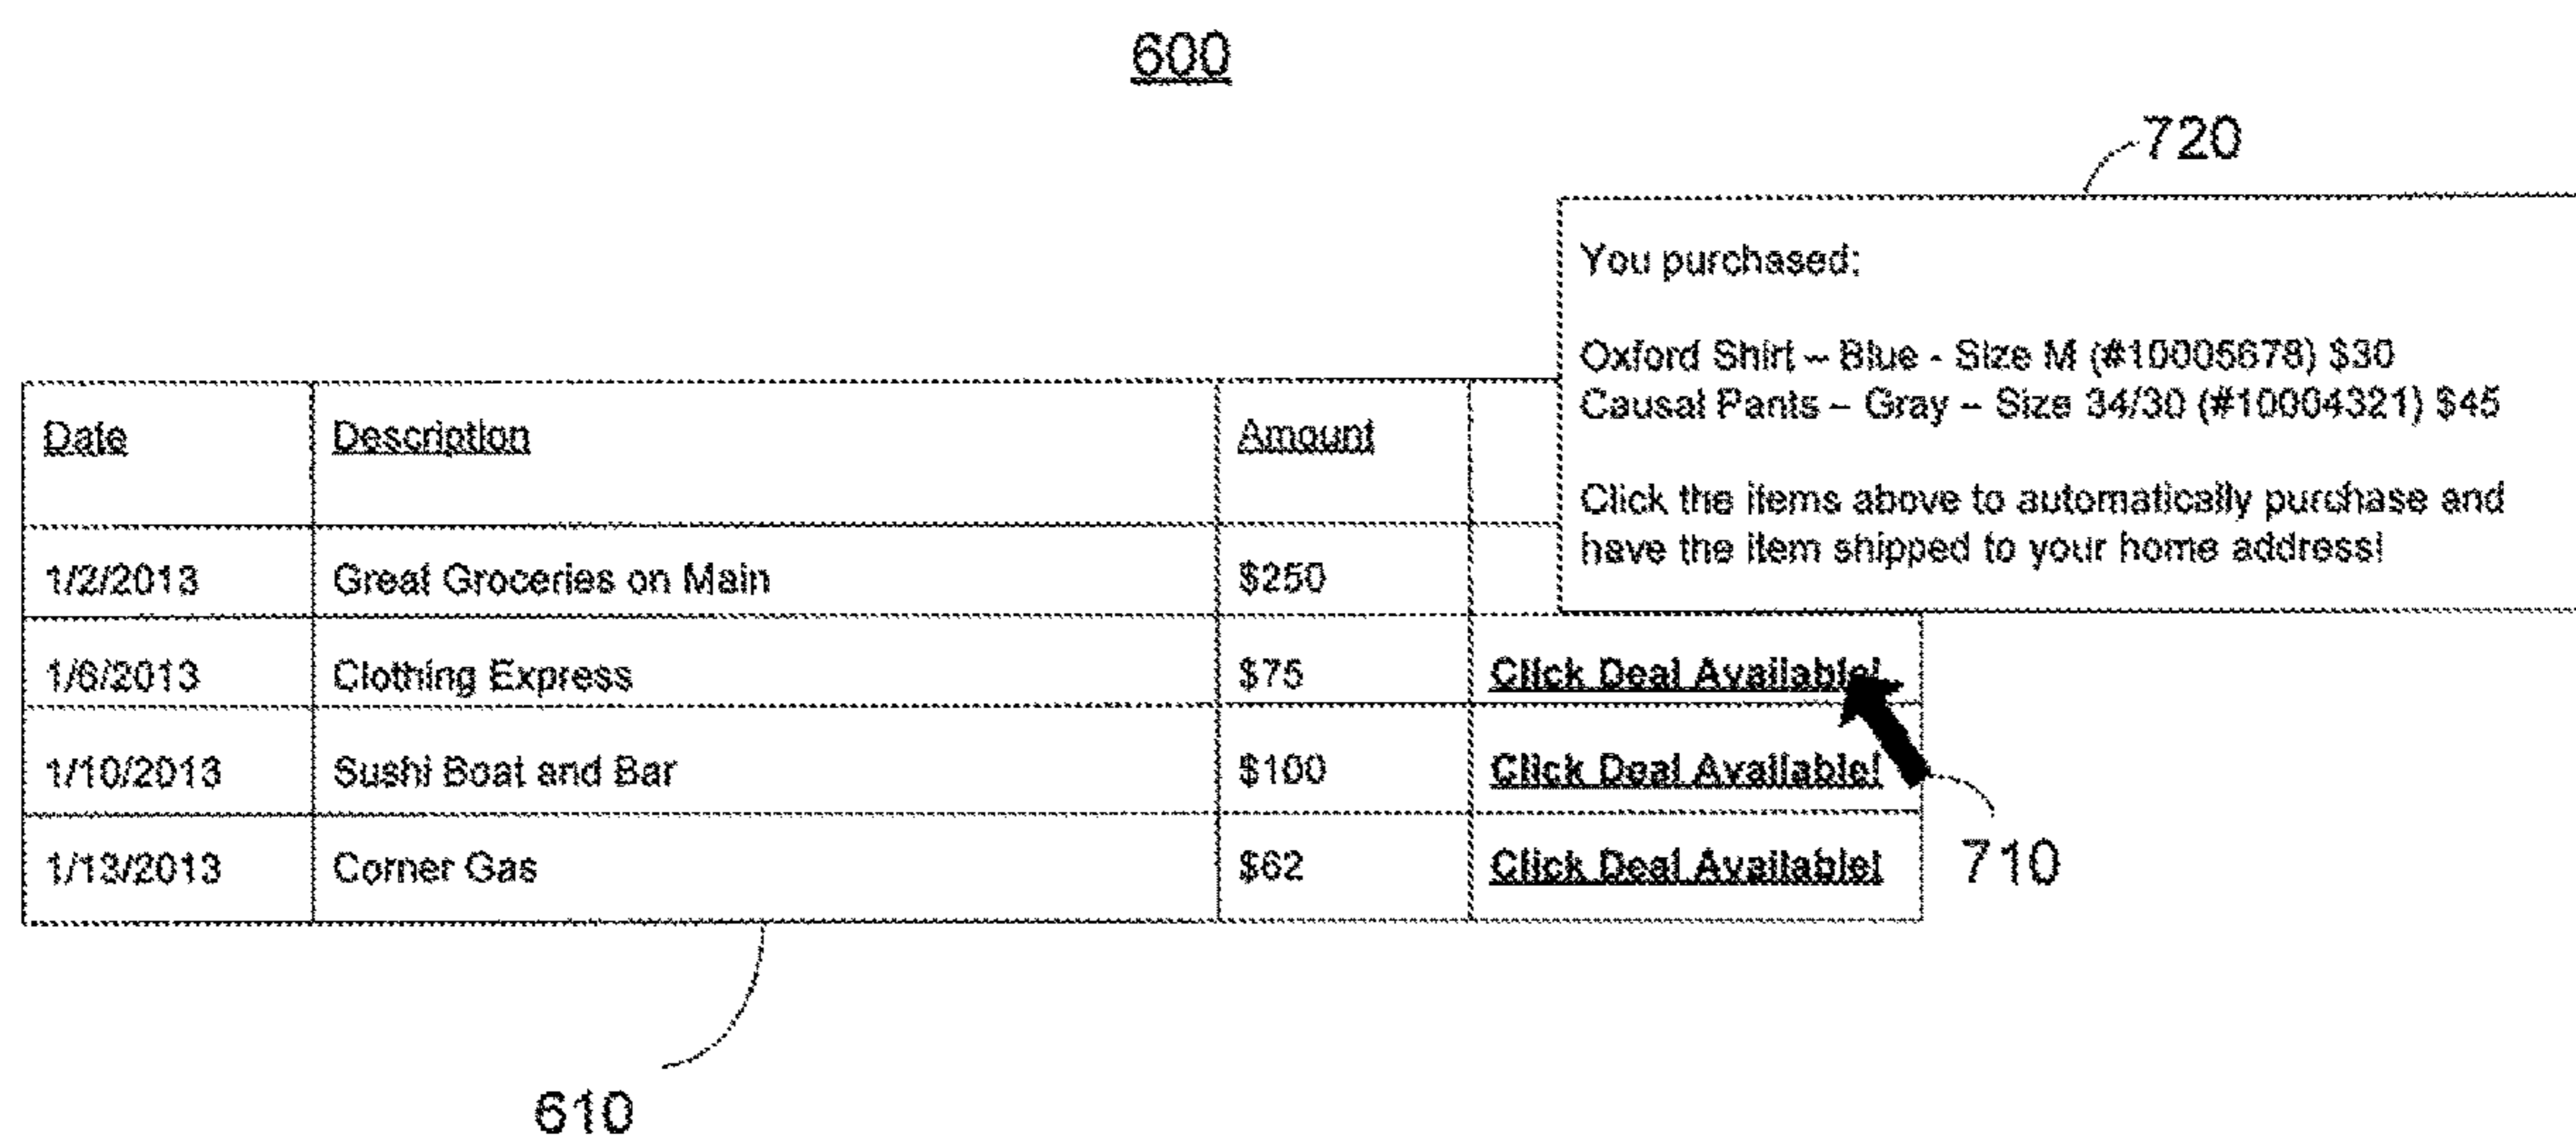 600
720
You purchased:
Oxford Shirt – Blue - Size M (#10005678) $30
Causal Pants – Gray – Size 34/30 (#10004321) $45
Click the items above to automatically purchase and
have the item shipped to your home address!
Date Description Amount
1/2/2013 Great Groceries on Main $250
1/6/2013 Clothing Express $75 Click Deal Available!
1/10/2013 Sushi Boat and Bar $100 Click Deal Available!
1/13/2013 Corner Gas $62 Click Deal Available!
710
610